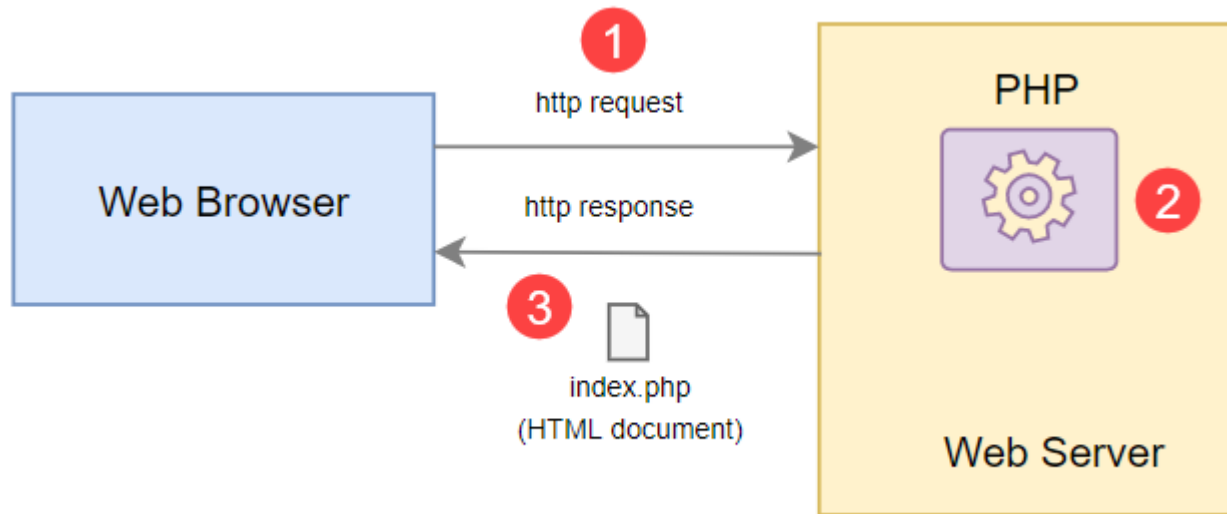 1
http request
PHP
Web Browser
http response
2
3
index.php
(HTML document)
Web Server